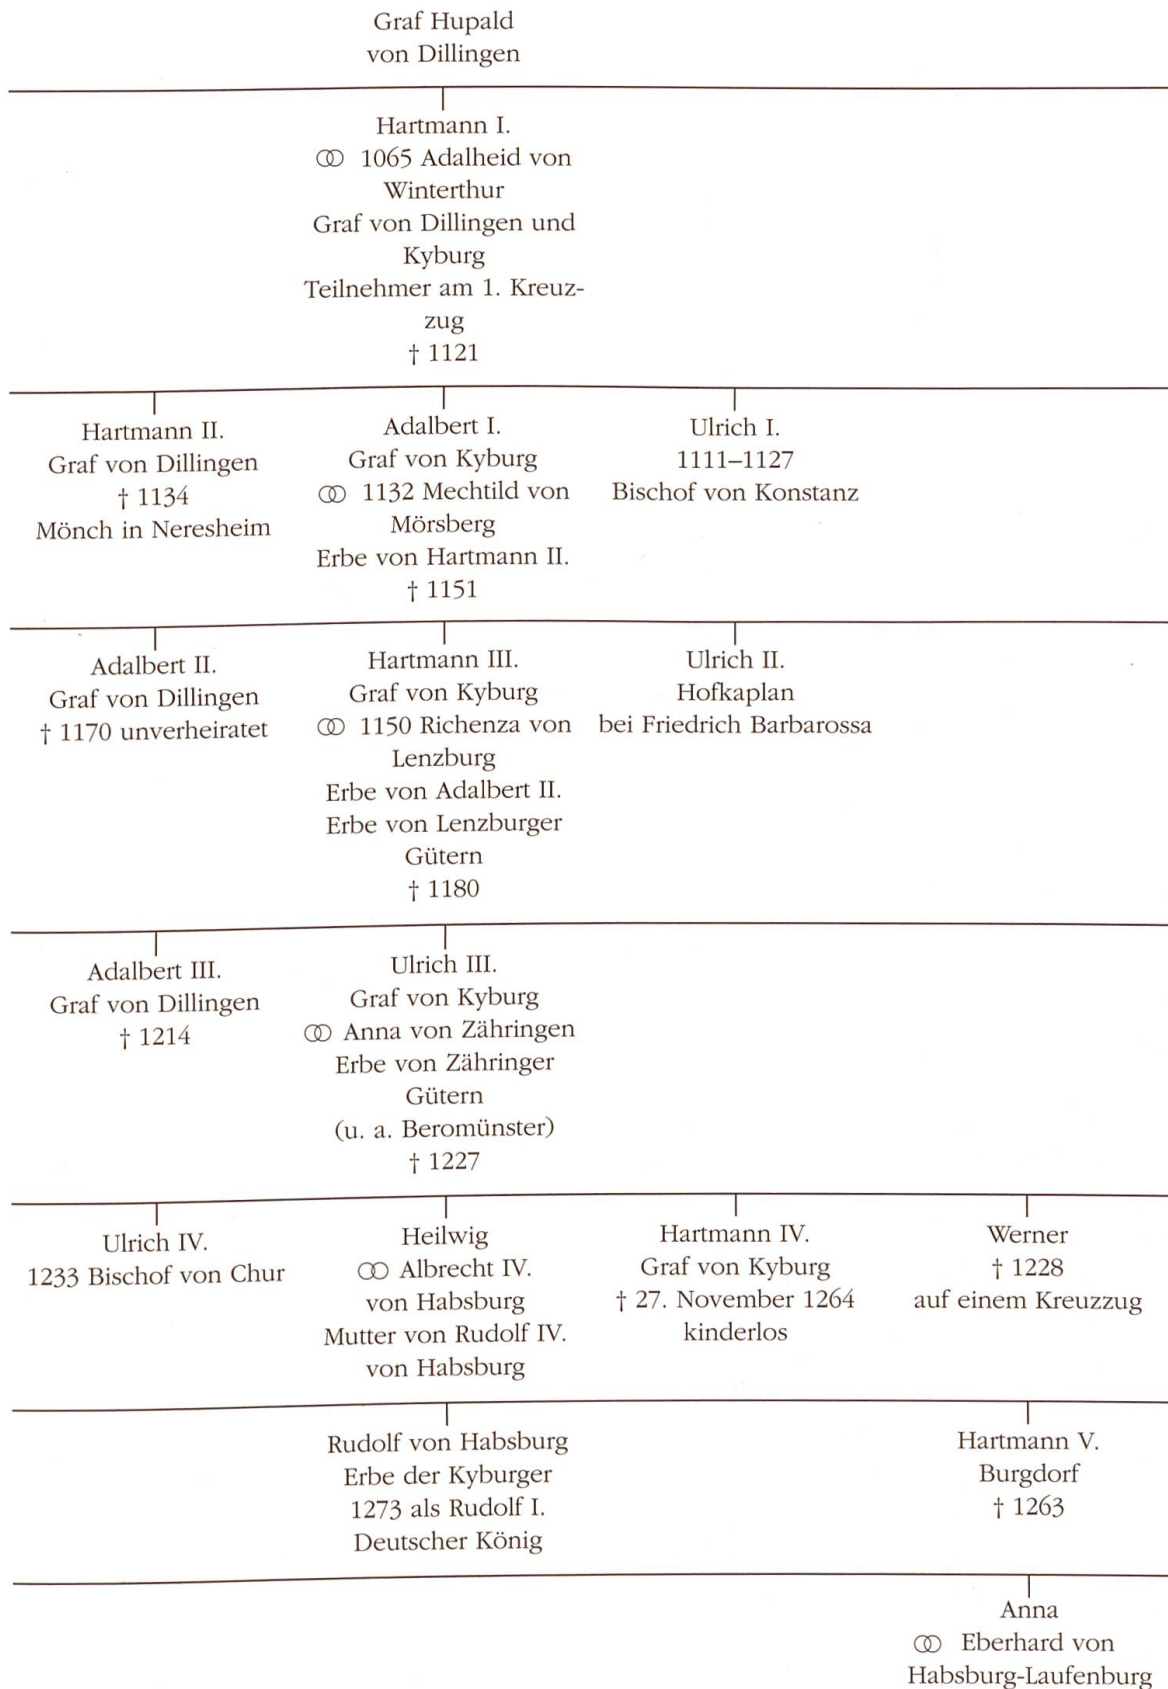 Graf Hupald
von Dillingen
Hartmann I.
⚭ 1065 Adalheid von
Winterthur
Graf von Dillingen und
Kyburg
Teilnehmer am 1. Kreuz-
zug
† 1121
Hartmann II.
Graf von Dillingen
† 1134
Mönch in Neresheim
Adalbert I.
Graf von Kyburg
⚭ 1132 Mechtild von
Mörsberg
Erbe von Hartmann II.
† 1151
Ulrich I.
1111–1127
Bischof von Konstanz
Adalbert II.
Graf von Dillingen
† 1170 unverheiratet
Hartmann III.
Graf von Kyburg
⚭ 1150 Richenza von
Lenzburg
Erbe von Adalbert II.
Erbe von Lenzburger
Gütern
† 1180
Ulrich II.
Hofkaplan
bei Friedrich Barbarossa
Adalbert III.
Graf von Dillingen
† 1214
Ulrich III.
Graf von Kyburg
⚭ Anna von Zähringen
Erbe von Zähringer
Gütern
(u. a. Beromünster)
† 1227
Ulrich IV.
1233 Bischof von Chur
Heilwig
⚭ Albrecht IV.
von Habsburg
Mutter von Rudolf IV.
von Habsburg
Hartmann IV.
Graf von Kyburg
† 27. November 1264
kinderlos
Werner
† 1228
auf einem Kreuzzug
Rudolf von Habsburg
Erbe der Kyburger
1273 als Rudolf I.
Deutscher König
Hartmann V.
Burgdorf
† 1263
Anna
⚭ Eberhard von
Habsburg-Laufenburg